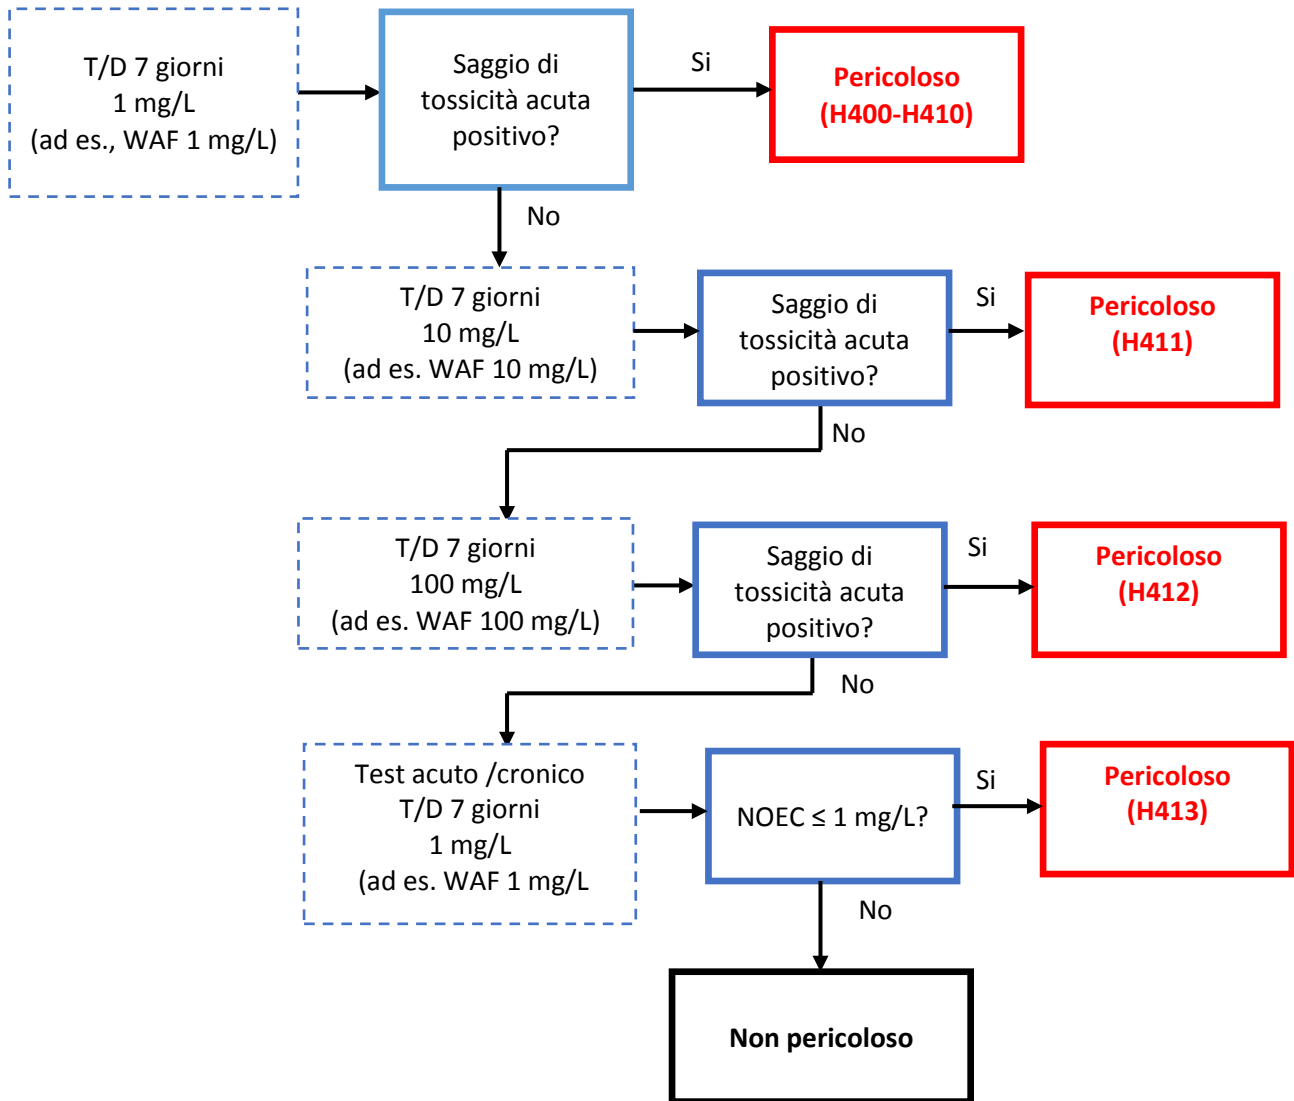 T/D 7 giorni
1 mg/L
(ad es., WAF 1 mg/L)
Saggio di
tossicità acuta
positivo?
Si
Pericoloso
(H400-H410)
No
T/D 7 giorni
10 mg/L
(ad es. WAF 10 mg/L)
Saggio di
tossicità acuta
positivo?
Si
Pericoloso
(H411)
No
T/D 7 giorni
100 mg/L
(ad es. WAF 100 mg/L)
Saggio di
tossicità acuta
positivo?
Si
Pericoloso
(H412)
No
Test acuto /cronico
T/D 7 giorni
1 mg/L
(ad es. WAF 1 mg/L
NOEC ≤ 1 mg/L?
Si
Pericoloso
(H413)
No
Non pericoloso